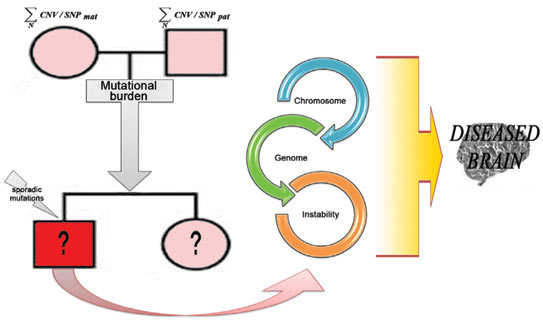 ∑ CNV / SNP mat
N
∑ CNV / SNP pat
N
Mutational
burden
sporadic
mutations
?
?
Chromosome
Genome
Instability
DISEASED
BRAIN